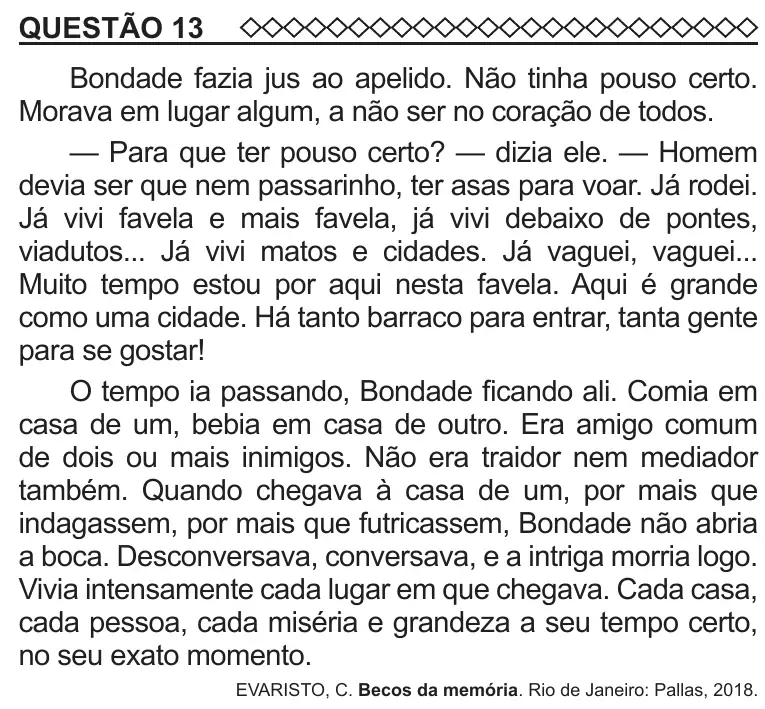 QUESTÃO 13
Bondade fazia jus ao apelido. Não tinha pouso certo.
Morava em lugar algum, a não ser no coração de todos.
— Para que ter pouso certo? — dizia ele. — Homem
devia ser que nem passarinho, ter asas para voar. Já rodei.
Já vivi favela e mais favela, já vivi debaixo de pontes,
viadutos... Já vivi matos e cidades. Já vaguei, vaguei...
Muito tempo estou por aqui nesta favela. Aqui é grande
como uma cidade. Há tanto barraco para entrar, tanta gente
para se gostar!
O tempo ia passando, Bondade ficando ali. Comia em
casa de um, bebia em casa de outro. Era amigo comum
de dois ou mais inimigos. Não era traidor nem mediador
também. Quando chegava à casa de um, por mais que
indagassem, por mais que futricassem, Bondade não abria
a boca. Desconversava, conversava, e a intriga morria logo.
Vivia intensamente cada lugar em que chegava. Cada casa,
cada pessoa, cada miséria e grandeza a seu tempo certo,
no seu exato momento.
EVARISTO, C. Becos da memória. Rio de Janeiro: Pallas, 2018.